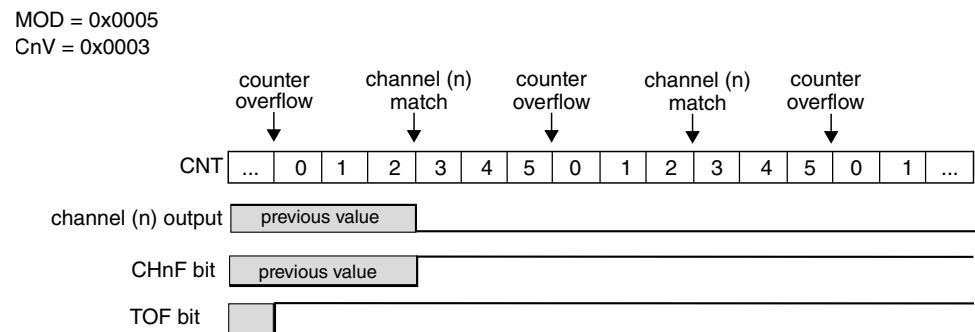 MOD = 0x0005
CnV = 0x0003
counter overflow
channel (n) match
counter overflow
channel (n) match
counter overflow
CNT ... 0 1 2 3 4 5 0 1 2 3 4 5 0 1 ...
channel (n) output previous value
CHnF bit previous value
TOF bit